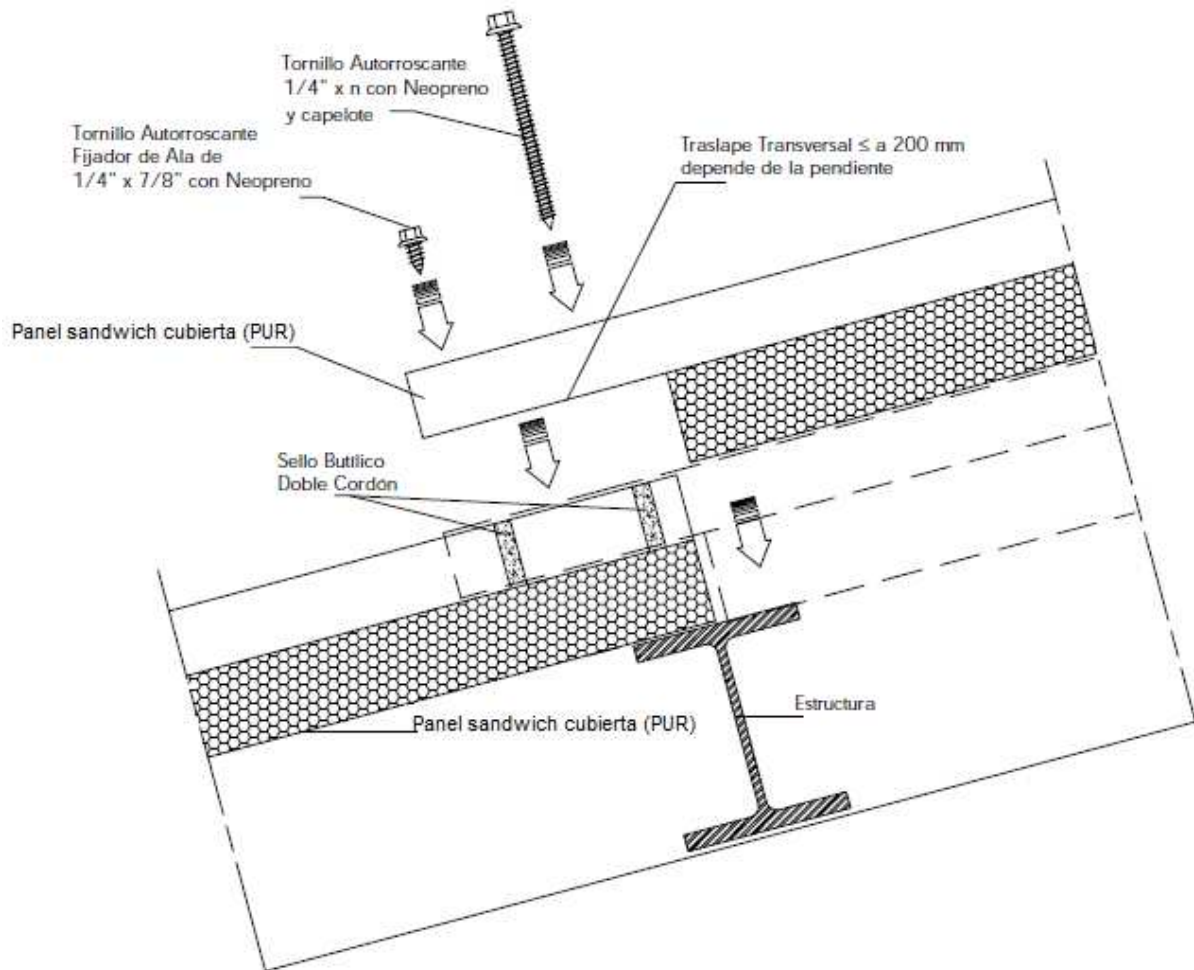 Tornillo Autorroscante
1/4" x n con Neopreno
y capelote
Tornillo Autorroscante
Fijador de Ala de
1/4" x 7/8" con Neopreno
Traslape Transversal ≤ a 200 mm
depende de la pendiente
Panel sandwich cubierta (PUR)
Sello Butílico
Doble Cordón
Estructura
Panel sandwich cubierta (PUR)